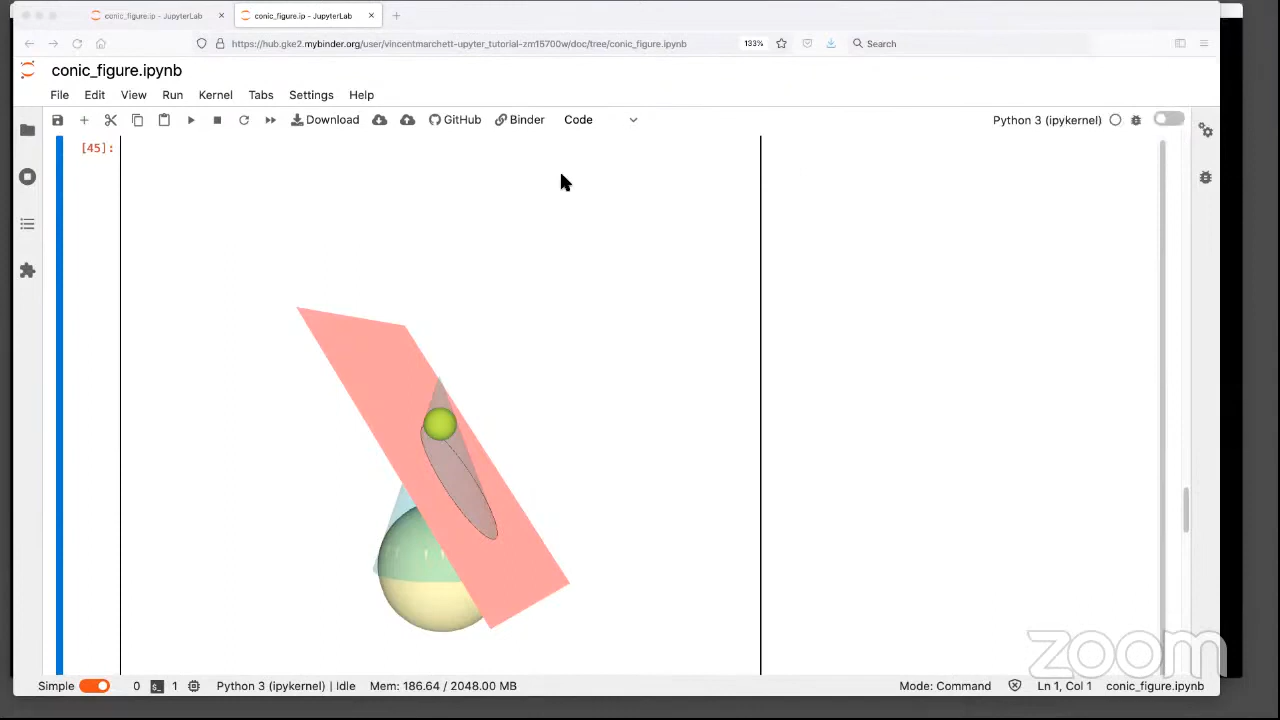 conic_figure.ip - JupyterLab
conic_figure.ip - JupyterLab
https://hub.gke2.mybinder.org/user/vincentmarchett-upyter_tutorial-zm15700w/doc/tree/conic_figure.ipynb
133%
Search
conic_figure.ipynb
File Edit View Run Kernel Tabs Settings Help
Download GitHub Binder Code Python 3 (ipykernel)
[45]:
zoom
Simple 0 1 Python 3 (ipykernel) | Idle Mem: 186.64 / 2048.00 MB Mode: Command Ln 1, Col 1 conic_figure.ipynb